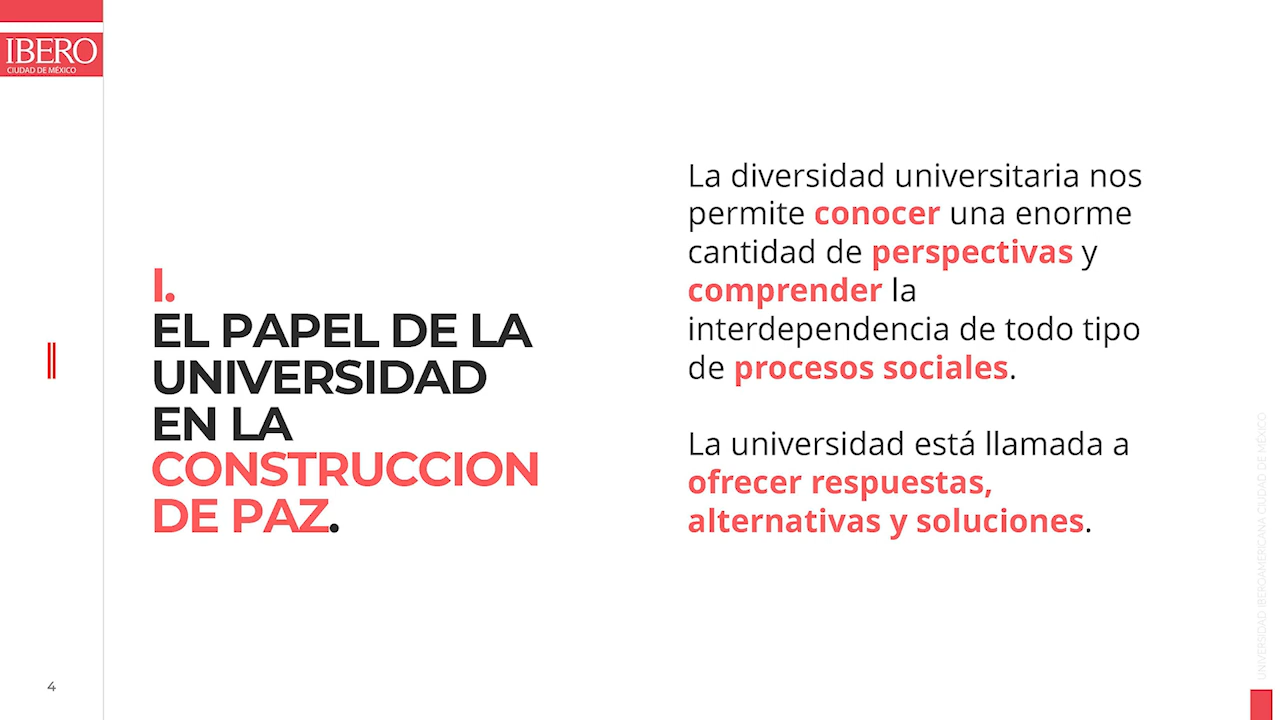 IBERO
CIUDAD DE MÉXICO
I.
EL PAPEL DE LA
UNIVERSIDAD
EN LA
CONSTRUCCION
DE PAZ.
La diversidad universitaria nos
permite conocer una enorme
cantidad de perspectivas y
comprender la
interdependencia de todo tipo
de procesos sociales.
La universidad está llamada a
ofrecer respuestas,
alternativas y soluciones.
UNIVERSIDAD IBEROAMERICANA CIUDAD DE MÉXICO
4